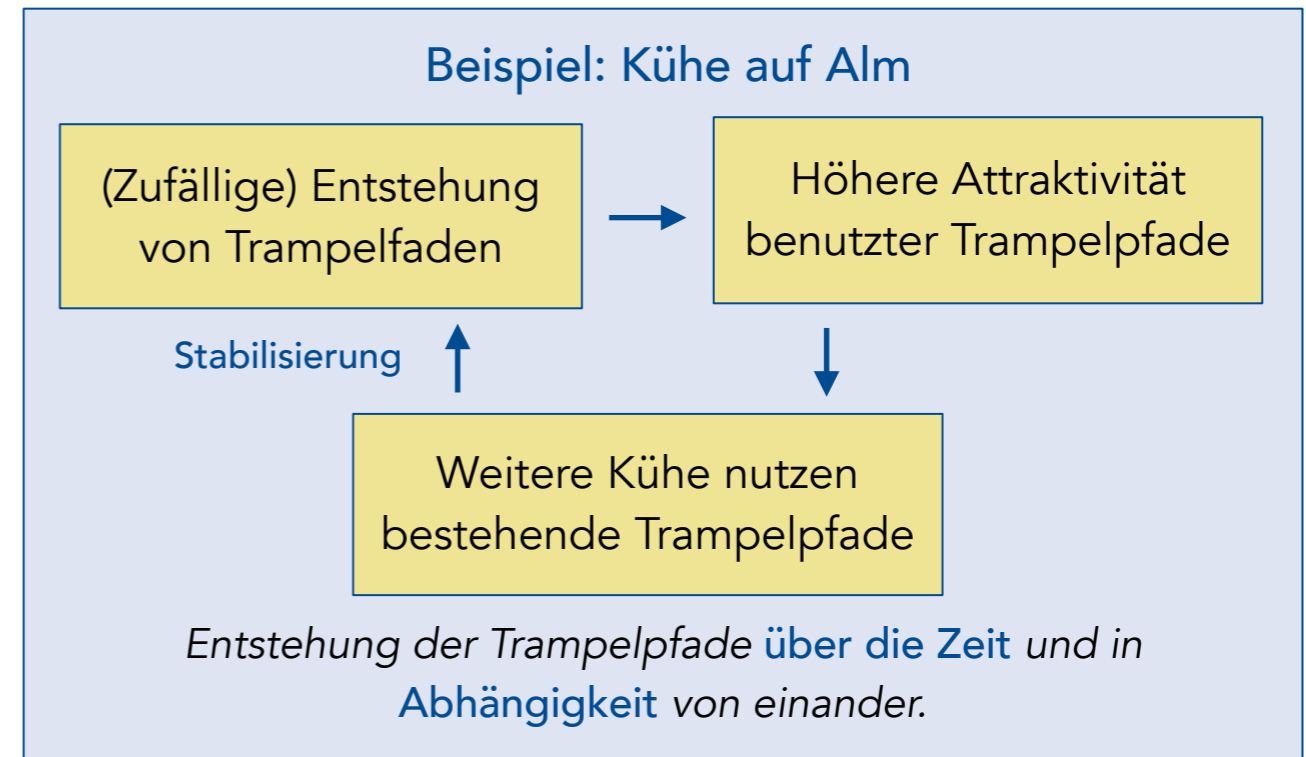 Beispiel: Kühe auf Alm
(Zufällige) Entstehung
von Trampelfaden
Höhere Attraktivität
benutzter Trampelpfade
Stabilisierung
Weitere Kühe nutzen
bestehende Trampelpfade
Entstehung der Trampelpfade über die Zeit und in
Abhängigkeit von einander.